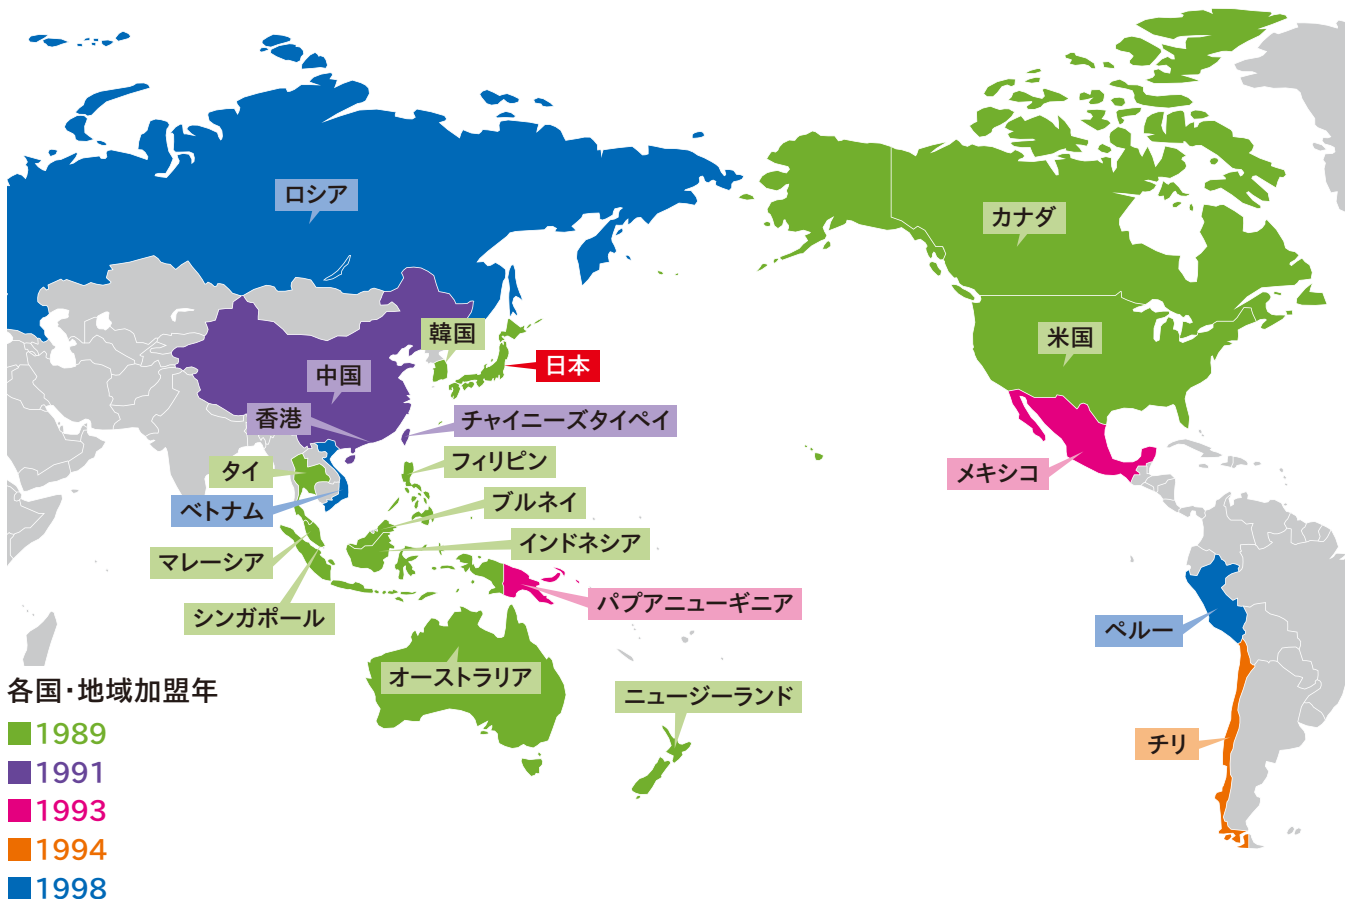 ロシア
カナダ
韓国
米国
日本
中国
香港
チャイニーズタイペイ
タイ
フィリピン
メキシコ
ベトナム
ブルネイ
インドネシア
マレーシア
パプアニューギニア
シンガポール
ペルー
オーストラリア
ニュージーランド
チリ
各国・地域加盟年
1989
1991
1993
1994
1998